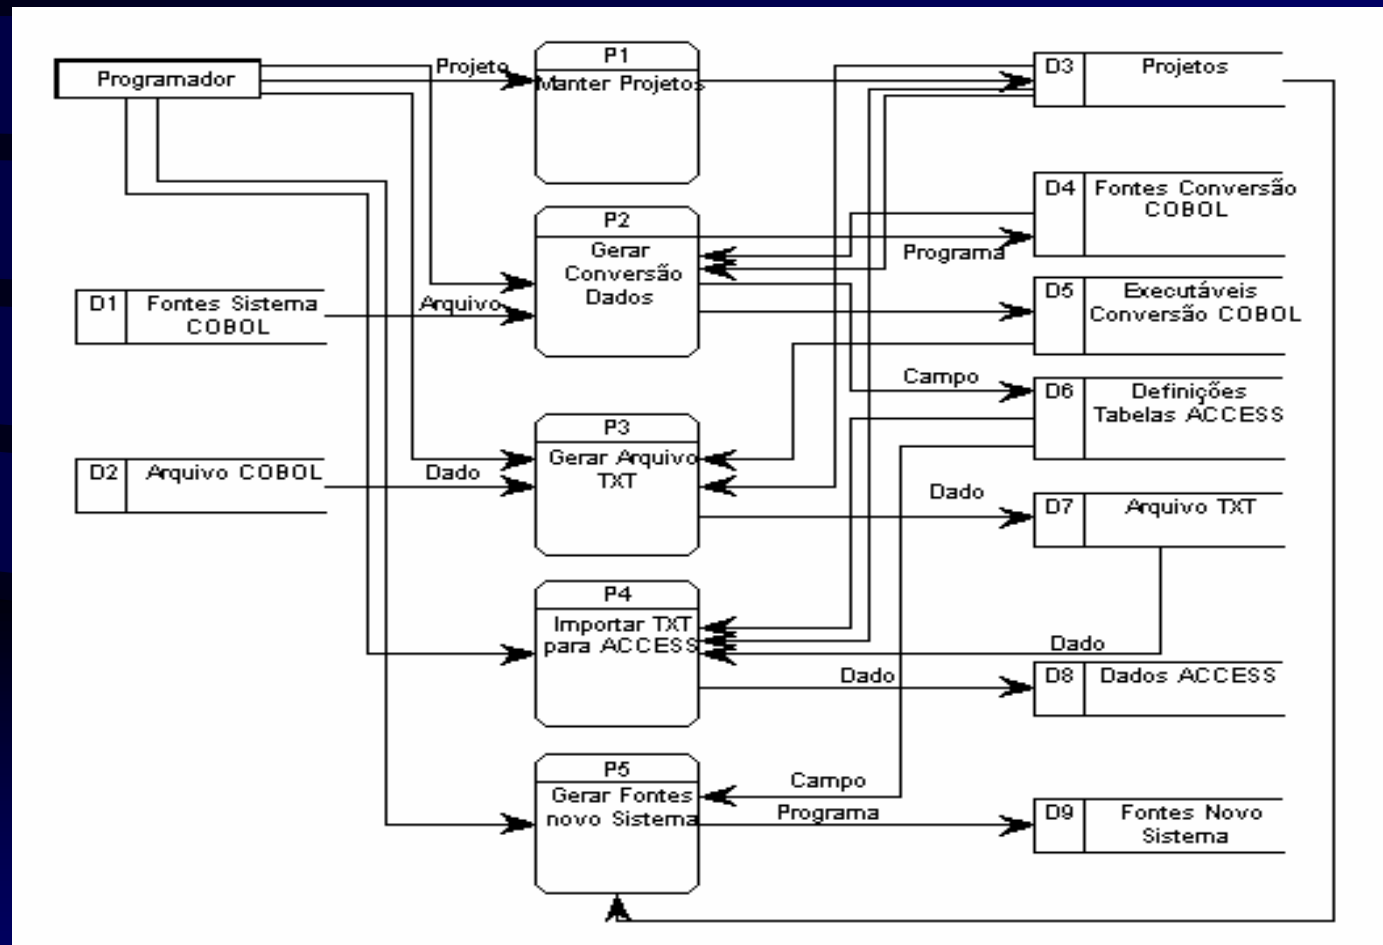 Programador
Projeto
P1
Manter Projetos
D3
Projetos
D4
Fontes Conversão
COBOL
P2
Gerar
Conversão
Dados
Programa
D1
Fontes Sistema
COBOL
Arquivo
D5
Executáveis
Conversão COBOL
Campo
D6
Definições
Tabelas ACCESS
P3
Gerar Arquivo
TXT
D2
Arquivo COBOL
Dado
Dado
D7
Arquivo TXT
P4
Importar TXT
para ACCESS
Dado
Dado
D8
Dados ACCESS
P5
Gerar Fontes
novo Sistema
Campo
Programa
D9
Fontes Novo
Sistema